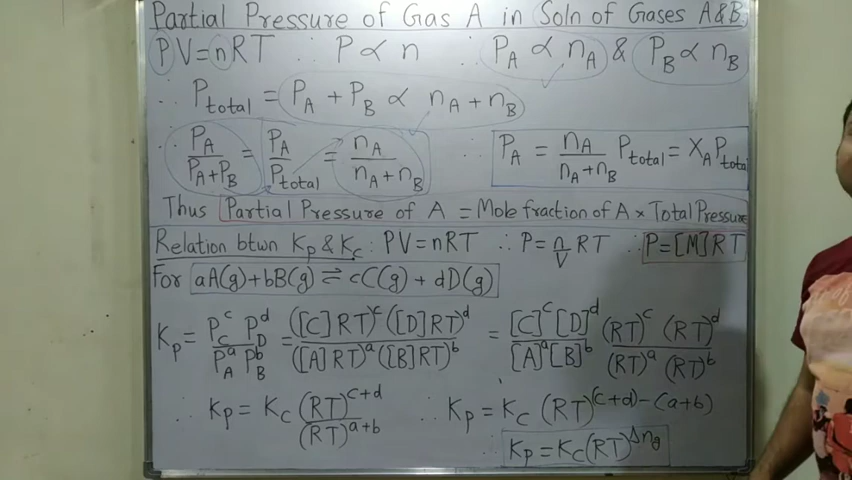 Partial Pressure of Gas A in Soln of Gases A&B
PV=nRT ∴ P ∝ n ∴ P_A ∝ n_A & P_B ∝ n_B
∴ P_total = P_A + P_B ∝ n_A + n_B
∴ P_A/(P_A+P_B) = P_A/P_total = n_A/(n_A+n_B) ∴ P_A = n_A/(n_A+n_B) P_total = X_A P_total
Thus Partial Pressure of A = Mole fraction of A × Total Pressure
Relation btwn Kp & Kc: PV=nRT ∴ P = n/V RT ∴ P=[M]RT
For aA(g)+bB(g) ⇌ cC(g)+dD(g)
K_p = P_C^c P_D^d / P_A^a P_B^b = ([C]RT)^c ([D]RT)^d / ([A]RT)^a ([B]RT)^b = [C]^c [D]^d / [A]^a [B]^b (RT)^c (RT)^d / (RT)^a (RT)^b
∴ K_p = K_c (RT)^(c+d) / (RT)^(a+b) ∴ K_p = K_c (RT)^((c+d)-(a+b))
∴ K_p = K_c (RT)^Δn_g